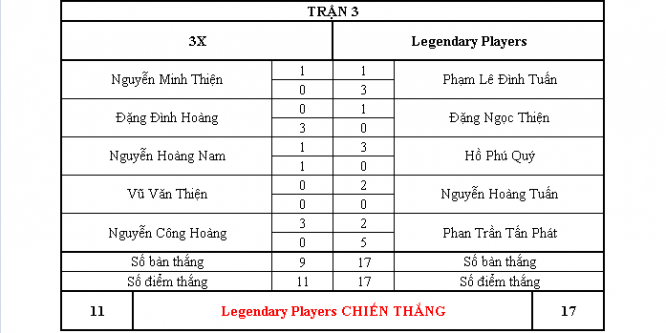 TRẬN 3
3X Legendary Players
Nguyễn Minh Thiện 1 1 Phạm Lê Đình Tuấn
0 3
Đặng Đình Hoàng 0 1 Đặng Ngọc Thiện
3 0
Nguyễn Hoàng Nam 1 3 Hồ Phú Quý
1 0
Vũ Văn Thiện 0 2 Nguyễn Hoàng Tuấn
0 0
Nguyễn Công Hoàng 3 2 Phan Trần Tấn Phát
0 5
Số bàn thắng 9 17 Số bàn thắng
Số điểm thắng 11 17 Số điểm thắng
11 Legendary Players CHIẾN THẮNG 17